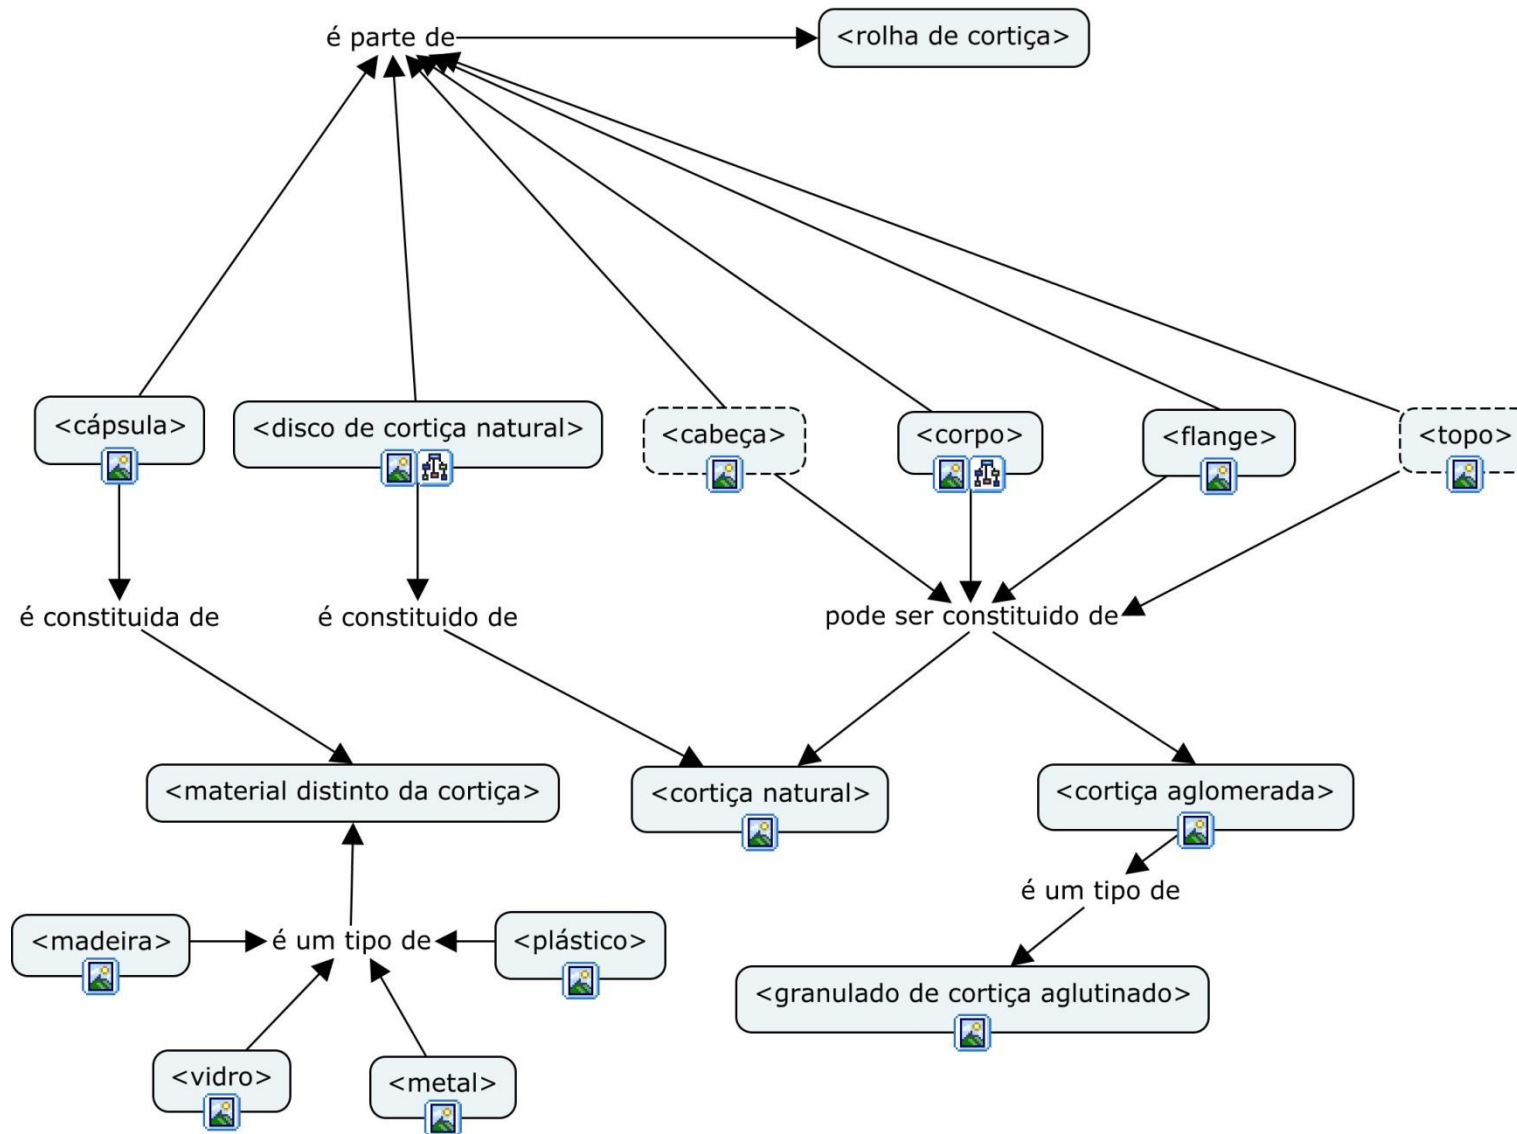 é parte de
<rolha de cortiça>
<cápsula>
<disco de cortiça natural>
<cabeça>
<corpo>
<flange>
<topo>
é constituida de
é constituido de
pode ser constituido de
<material distinto da cortiça>
<cortiça natural>
<cortiça aglomerada>
é um tipo de
<madeira>
é um tipo de
<plástico>
<granulado de cortiça aglutinado>
<vidro>
<metal>